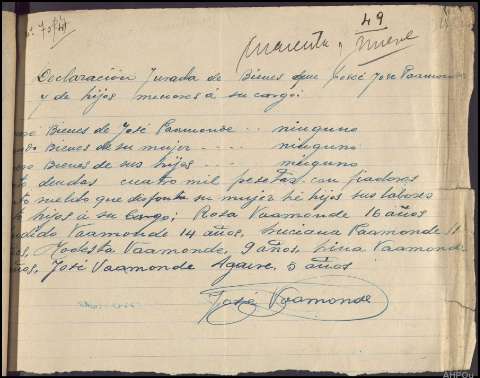 49
Cuarenta y nueve
Declaración Jurada de Bienes que José Vaamonde
y de hijos menores á su cargo:
Bienes de José Vaamonde .. ninguno
Bienes de su mujer .... ninguno
Bienes de sus hijos .... ninguno
deudas cuatro mil pesetas con fiadores
sueldo que disfruta su mujer hé hijos sus labores
hijos á su cargo; Rosa Vaamonde 16 años
Vaamonde 14 años, Luciana Vaamonde 11
Modesta Vaamonde, 9 años, Lina Vaamonde
años, José Vaamonde 5 años
José Vaamonde
AHPOu